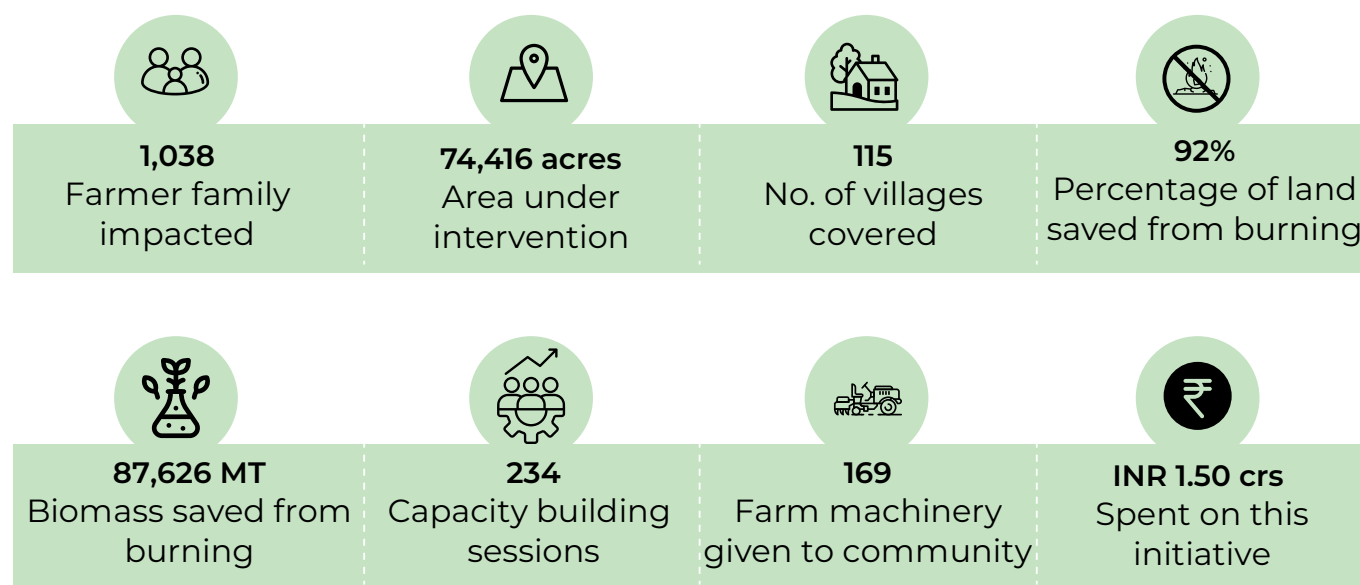 1,038
Farmer family
impacted
74,416 acres
Area under
intervention
115
No. of villages
covered
92%
Percentage of land
saved from burning
87,626 MT
Biomass saved from
burning
234
Capacity building
sessions
169
Farm machinery
given to community
₹
INR 1.50 crs
Spent on this
initiative